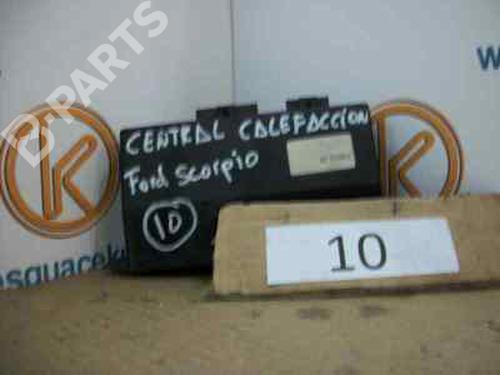 B-PARTS
CENTRAL CALEFACCION
Ford Scorpio
10
10
K
K